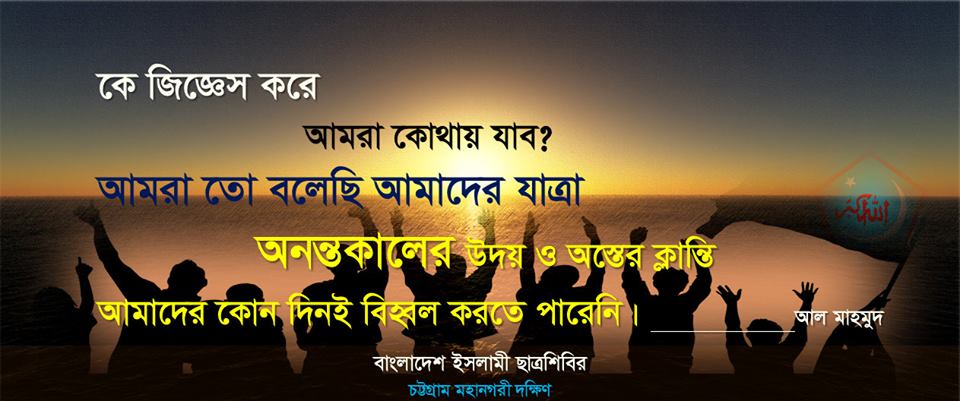 কে জিজ্ঞেস করে
আমরা কোথায় যাব?
আমরা তো বলেছি আমাদের যাত্রা
অনন্তকালের উদয় ও অস্তের ক্লান্তি
আমাদের কোন দিনই বিহ্বল করতে পারেনি। ____________আল মাহমুদ
বাংলাদেশ ইসলামী ছাত্রশিবির
চট্টগ্রাম মহানগরী দক্ষিণ